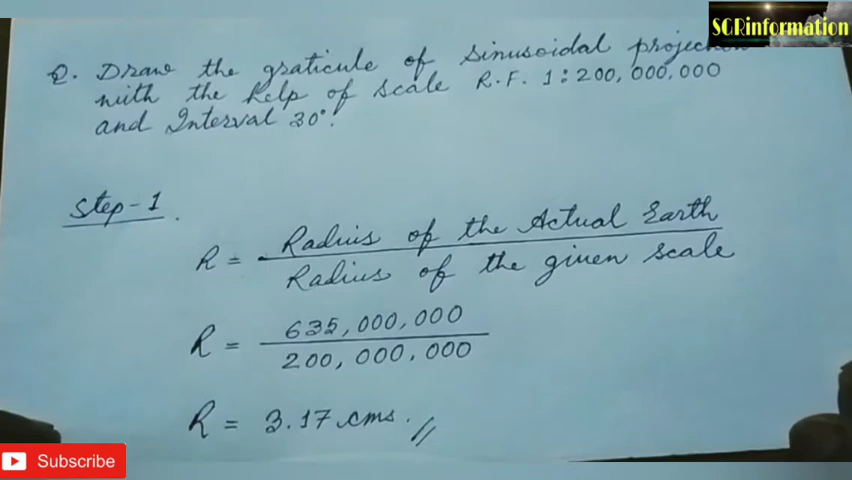 SCRinformation
Q. Draw the graticule of sinusoidal projection
with the help of scale R.F. 1:200,000,000
and Interval 30°.
Step-1.
R = Radius of the Actual Earth
Radius of the given scale
R = 635,000,000
200,000,000
R = 3.17 cms.//
Subscribe